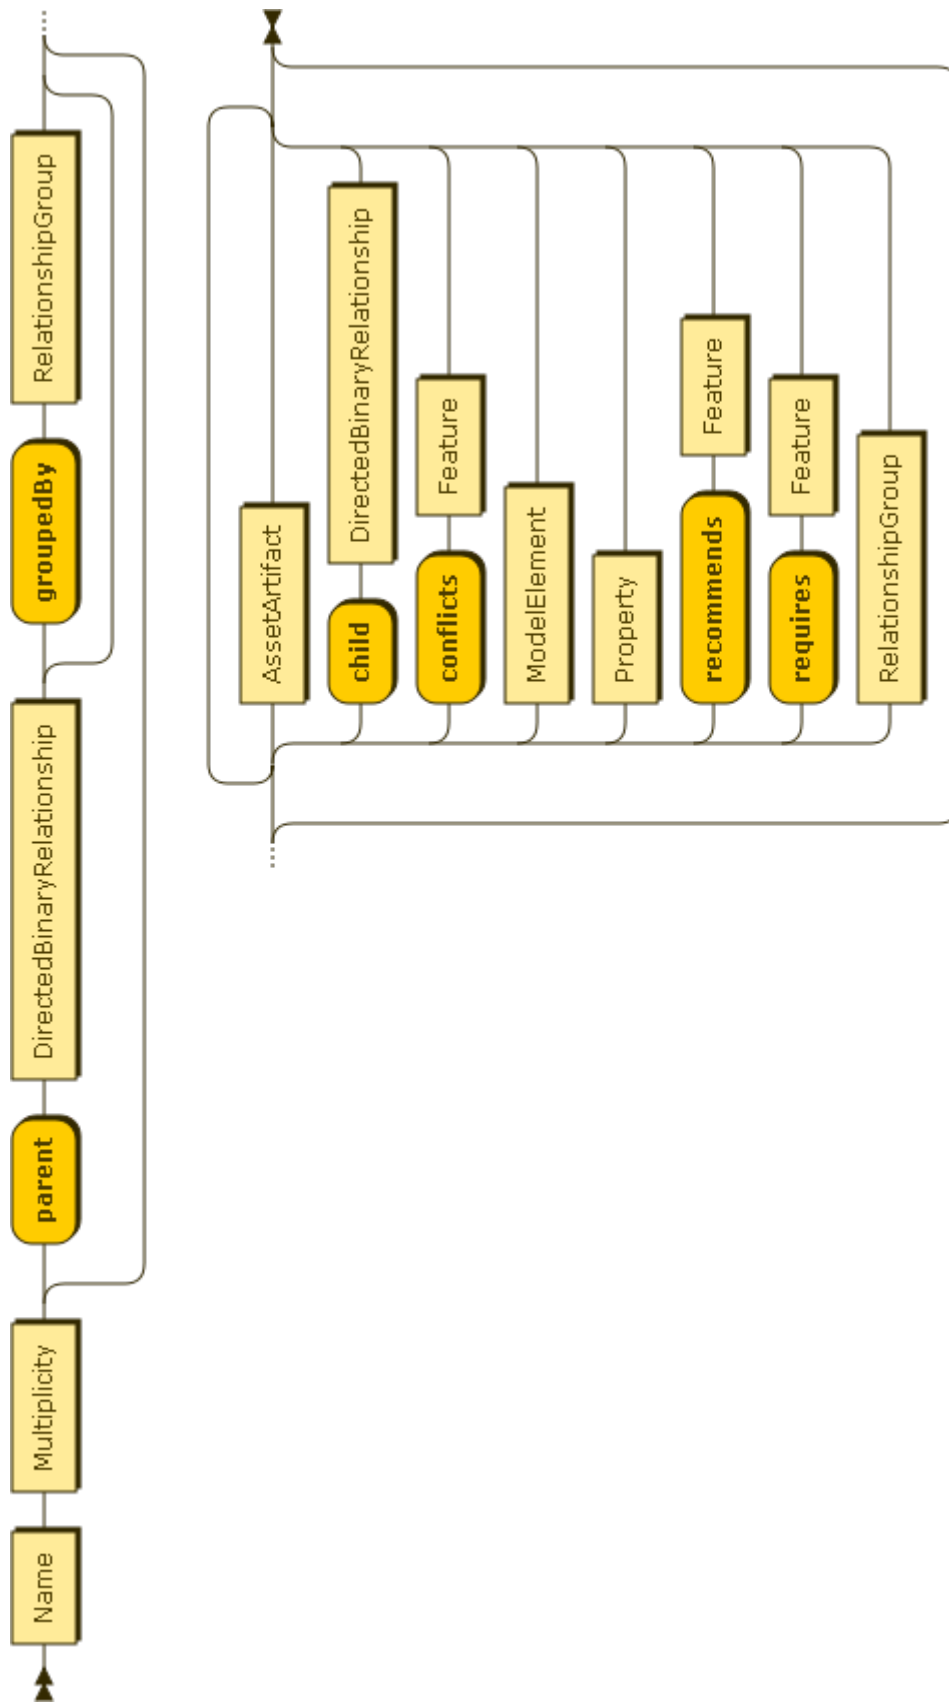 Name
Multiplicity
parent
DirectedBinaryRelationship
groupedBy
RelationshipGroup
AssetArtifact
child
DirectedBinaryRelationship
conflicts
Feature
ModelElement
Property
recommends
Feature
requires
Feature
RelationshipGroup